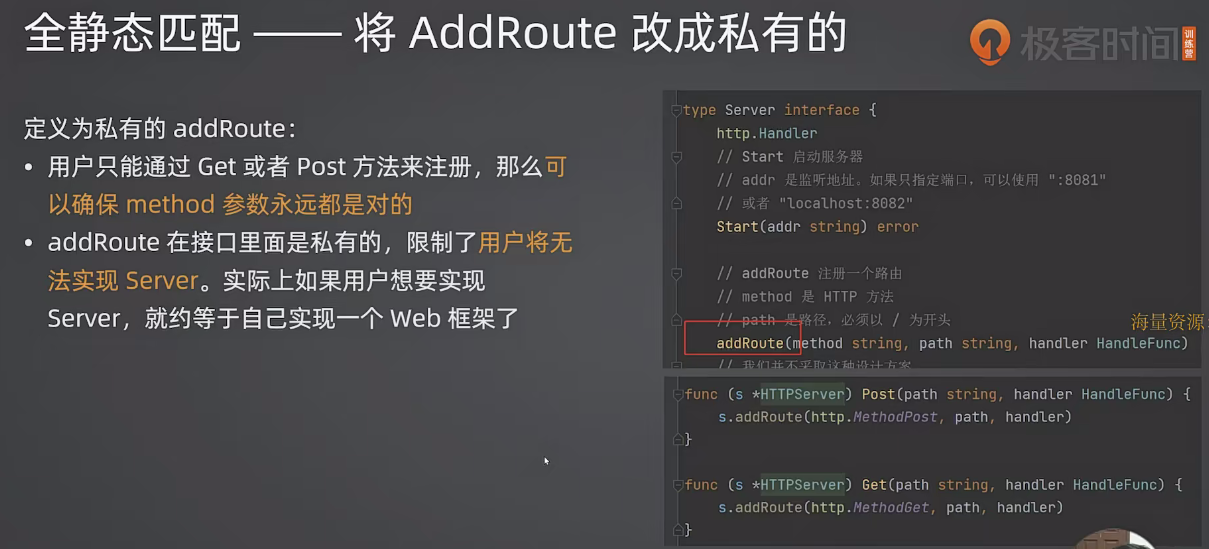 全静态匹配 —— 将 AddRoute 改成私有的
极客时间
训练营
定义为私有的 addRoute：
• 用户只能通过 Get 或者 Post 方法来注册，那么可
以确保 method 参数永远都是对的
• addRoute 在接口里面是私有的，限制了用户将无
法实现 Server。实际上如果用户想要实现
Server，就约等于自己实现一个 Web 框架了
type Server interface {
http.Handler
// Start 启动服务器
// addr 是监听地址。如果只指定端口，可以使用 ":8081"
// 或者 "localhost:8082"
Start(addr string) error
// addRoute 注册一个路由
// method 是 HTTP 方法
// path 是路径，必须以 / 为开头
addRoute(method string, path string, handler HandleFunc)
// 我们并不采取这种设计方案
海量资源：
func (s *HTTPServer) Post(path string, handler HandleFunc) {
s.addRoute(http.MethodPost, path, handler)
}
func (s *HTTPServer) Get(path string, handler HandleFunc) {
s.addRoute(http.MethodGet, path, handler)
}